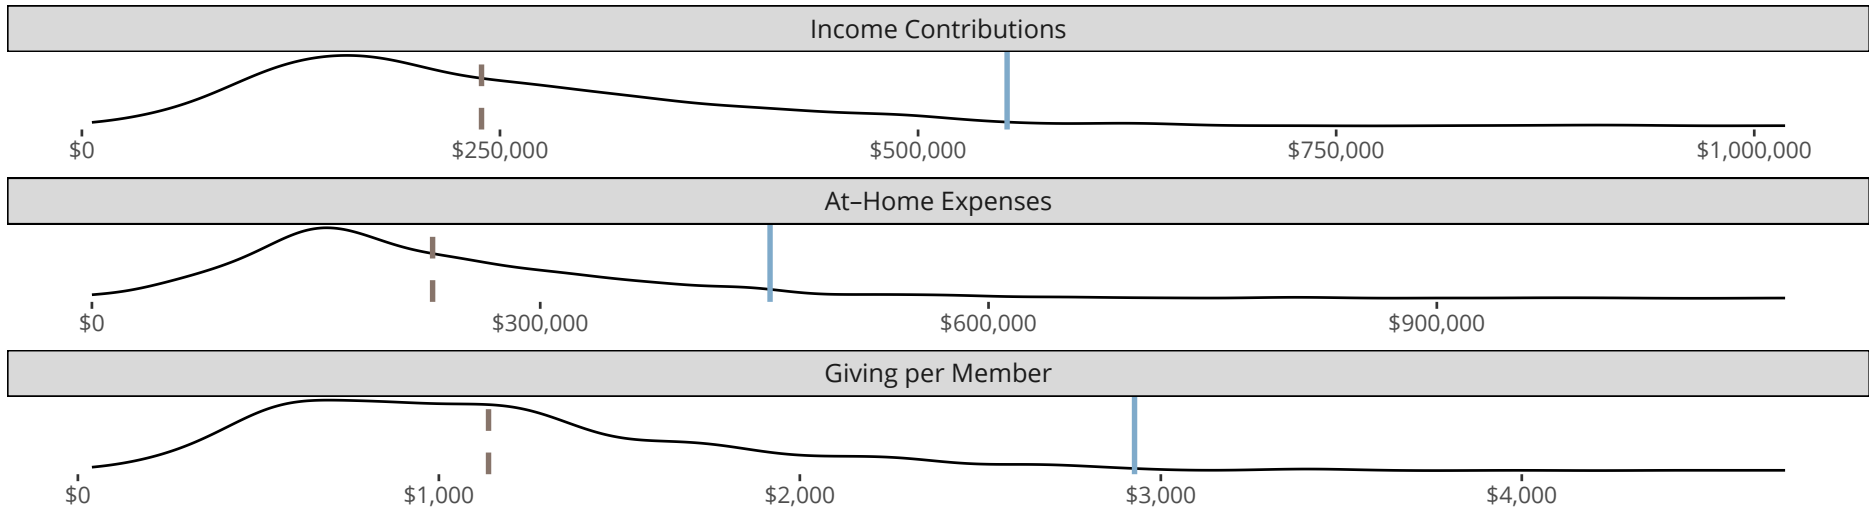 Income Contributions
$0 $250,000 $500,000 $750,000 $1,000,000
At–Home Expenses
$0 $300,000 $600,000 $900,000
Giving per Member
$0 $1,000 $2,000 $3,000 $4,000